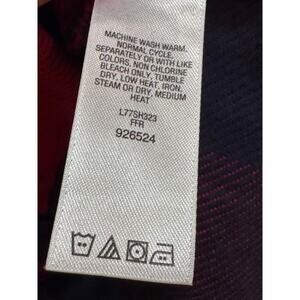 MACHINE WASH WARM,
NORMAL CYCLE,
SEPARATELY OR WITH LIKE
COLORS, NON CHLORINE
BLEACH ONLY, TUMBLE
DRY, LOW HEAT, IRON,
STEAM OR DRY, MEDIUM
HEAT
L77SH323
FFR
926524